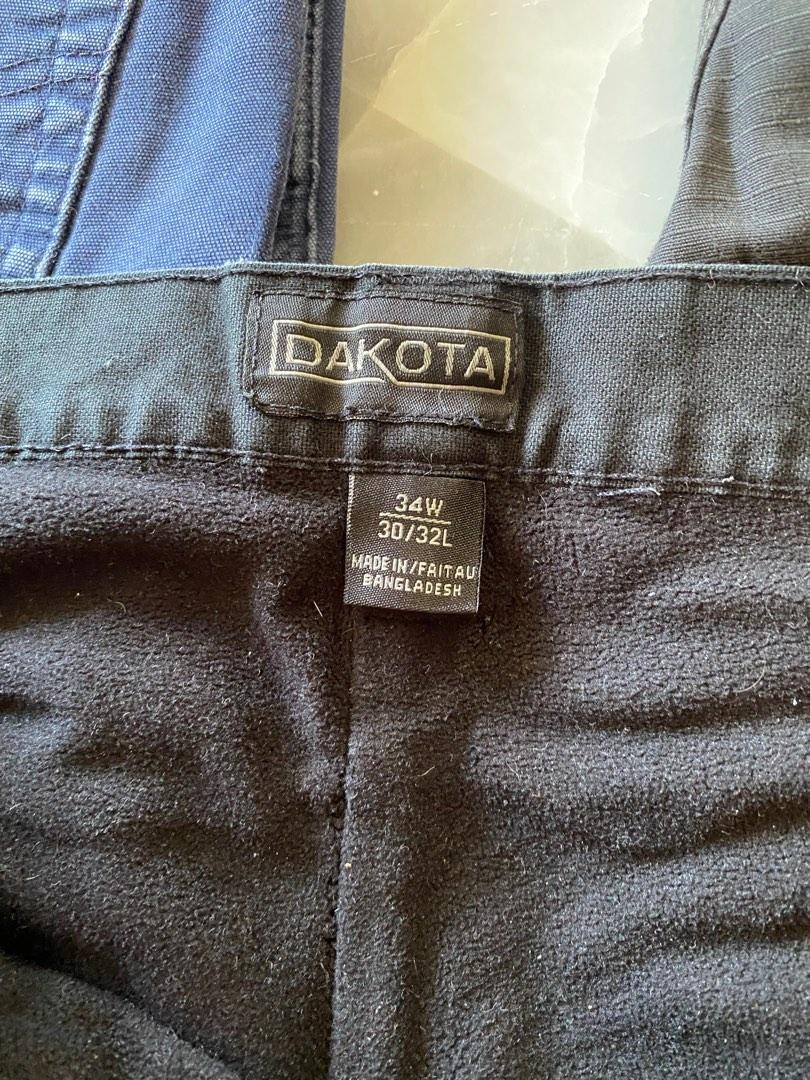 DAKOTA
34W
30/32L
MADE IN/FAIT AU
BANGLADESH